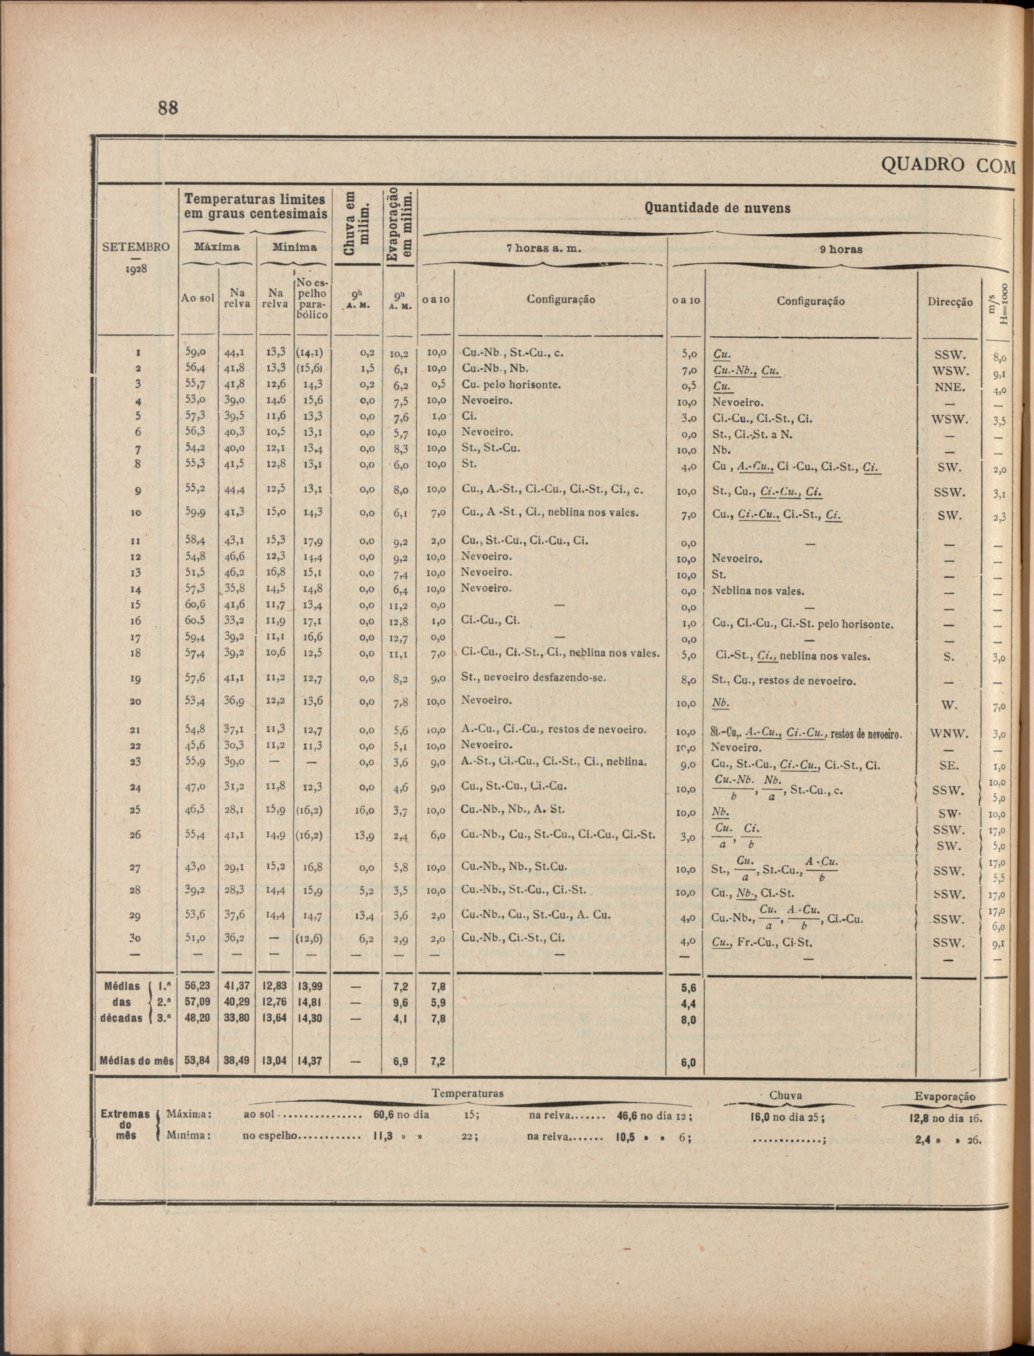 88
QUADRO COM
SETEMBRO
—
1928
Temperaturas limites
em graus centesimais
Máxima Mínima
Ao sol
Na relva
Na relva
No espelho parabólico
Chuva em milim.
9h A. M.
Evaporação em milim.
9h A. M.
Quantidade de nuvens
7 horas a. m.
0 a 10 Configuração
9 horas
0 a 10 Configuração Direcção m/s H=1000
1 59,0 44,1 13,3 (14,1) 0,2 10,2 10,0 Cu.-Nb., St.-Cu., c. 5,0 Cu. SSW. 8,0
2 56,4 41,8 13,3 (15,6) 1,5 6,1 10,0 Cu.-Nb., Nb. 7,0 Cu.-Nb., Cu. WSW. 9,1
3 55,7 41,8 12,6 14,3 0,2 6,2 0,5 Cu. pelo horisonte. 0,5 Cu. NNE. 4,0
4 53,0 39,0 14,6 15,6 0,0 7,5 10,0 Nevoeiro. 10,0 Nevoeiro. — —
5 57,3 39,5 11,6 13,3 0,0 7,6 1,0 Ci. 3,0 Ci.-Cu., Ci.-St., Ci. WSW. 3,5
6 56,3 40,3 10,5 13,1 0,0 5,7 10,0 Nevoeiro. 0,0 St., Ci.-St. a N. — —
7 54,2 40,0 12,1 13,4 0,0 8,3 10,0 St., St.-Cu. 10,0 Nb. — —
8 55,3 41,5 12,8 13,1 0,0 6,0 10,0 St. 4,0 Cu , A.-Cu., Ci -Cu., Ci.-St., Ci. SW. 2,0
9 55,2 44,4 12,5 13,1 0,0 8,0 10,0 Cu., A.-St., Ci.-Cu., Ci.-St., Ci., c. 10,0 St., Cu., Ci.-Cu., Ci. SSW. 3,1
10 59,9 41,3 15,0 14,3 0,0 6,1 7,0 Cu., A -St., Ci., neblina nos vales. 7,0 Cu., Ci.-Cu., Ci.-St., Ci. SW. 2,3
11 58,4 43,1 15,3 17,9 0,0 9,2 2,0 Cu., St.-Cu., Ci.-Cu., Ci. 0,0 — — —
12 54,8 46,6 12,3 14,4 0,0 9,2 10,0 Nevoeiro. 10,0 Nevoeiro. — —
13 51,5 46,2 16,8 15,1 0,0 7,4 10,0 Nevoeiro. 10,0 St. — —
14 57,3 35,8 14,5 14,8 0,0 6,4 10,0 Nevoeiro. 0,0 Neblina nos vales. — —
15 60,6 41,6 11,7 13,4 0,0 11,2 0,0 — 0,0 — — —
16 60,5 33,2 11,9 17,1 0,0 12,8 1,0 Ci.-Cu., Ci. 1,0 Cu., Ci.-Cu., Ci.-St. pelo horisonte. — —
17 59,4 39,2 11,1 16,6 0,0 12,7 0,0 — 0,0 — — —
18 57,4 39,2 10,6 12,5 0,0 11,1 7,0 Ci.-Cu., Ci.-St., Ci., neblina nos vales. 5,0 Ci.-St., Ci., neblina nos vales. S. 3,0
19 57,6 41,1 11,2 12,7 0,0 8,2 9,0 St., nevoeiro desfazendo-se. 8,0 St., Cu., restos de nevoeiro. — —
20 53,4 36,9 12,2 13,6 0,0 7,8 10,0 Nevoeiro. 10,0 Nb. W. 7,0
21 54,8 37,1 11,3 12,7 0,0 5,6 10,0 A.-Cu., Ci.-Cu., restos de nevoeiro. 10,0 St.-Cu,. A.-Cu., Ci.-Cu., restos de nevoeiro. WNW. 3,0
22 45,6 30,3 11,2 11,3 0,0 5,1 10,0 Nevoeiro. 10,0 Nevoeiro. — —
23 55,9 39,0 — — 0,0 3,6 9,0 A.-St., Ci.-Cu., Ci.-St., Ci., neblina. 9,0 Cu., St.-Cu., Ci.-Cu., Ci.-St., Ci. SE. 1,0
24 47,0 31,2 11,8 12,3 0,0 4,6 9,0 Cu., St.-Cu., Ci.-Cu. 10,0 Cu.-Nb./b, Nb./a, St.-Cu., c. SSW. 10,0 5,0
25 46,5 28,1 15,9 (16,2) 16,0 3,7 10,0 Cu.-Nb., Nb., A. St. 10,0 Nb. SW. 10,0
26 55,4 41,1 14,9 (16,2) 13,9 2,4 6,0 Cu.-Nb., Cu., St.-Cu., Ci.-Cu., Ci.-St. 3,0 Cu./a, Ci./b SSW. SW. 17,0 5,0
27 43,0 29,1 15,2 16,8 0,0 5,8 10,0 Cu.-Nb., Nb., St.Cu. 10,0 St., Cu./a, St.-Cu., A -Cu./b SSW. 17,0 5,5
28 39,2 28,3 14,4 15,9 5,2 3,5 10,0 Cu.-Nb., St.-Cu., Ci.-St. 10,0 Cu., Nb., Ci.-St. SSW. 17,0
29 53,6 37,6 14,4 14,7 13,4 3,6 2,0 Cu.-Nb., Cu., St.-Cu., A. Cu. 4,0 Cu.-Nb., Cu./a, A.-Cu./b, Ci.-Cu. SSW. 17,0 6,0
30 51,0 36,2 — (12,6) 6,2 2,9 2,0 Cu.-Nb., Ci.-St., Ci. 4,0 Cu., Fr.-Cu., Ci-St. SSW. 9,1
— — — — — — — — — — — — —
Médias das décadas
1.ª 56,23 41,37 12,83 13,99 — 7,2 7,8 5,6
2.ª 57,09 40,29 12,76 14,81 — 9,6 5,9 4,4
3.ª 48,20 33,80 13,64 14,30 — 4,1 7,8 8,0
Médias do mês 53,84 38,49 13,04 14,37 — 6,9 7,2 6,0
Temperaturas Chuva Evaporação
Extremas do mês
Máxima: ao sol ................ 60,6 no dia 15; na relva....... 46,6 no dia 12; 16,0 no dia 25; 12,8 no dia 16.
Mínima: no espelho............ 11,3 » » 22; na relva....... 10,5 » » 6; .............; 2,4 » » 26.